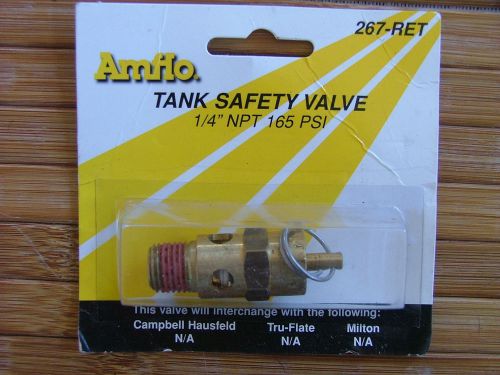 267-RET
Amflo.
TANK SAFETY VALVE
1/4" NPT 165 PSI
This valve will interchange with the following:
Campbell Hausfeld Tru-Flate Milton
N/A N/A N/A